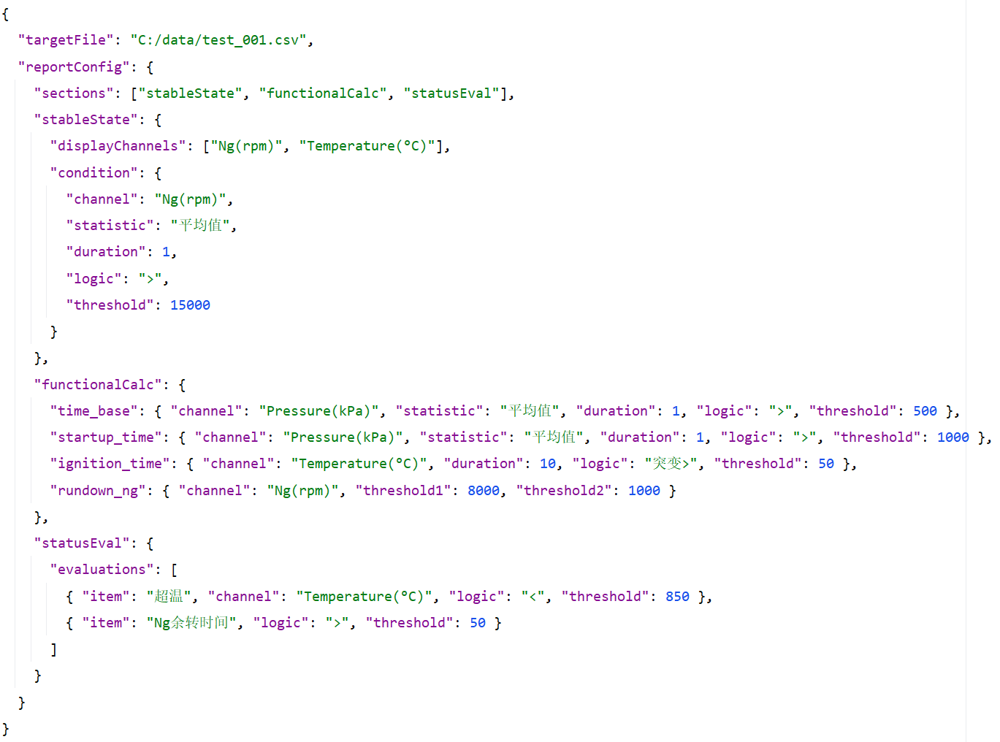 {
  "targetFile": "C:/data/test_001.csv",
  "reportConfig": {
    "sections": ["stableState", "functionalCalc", "statusEval"],
    "stableState": {
      "displayChannels": ["Ng(rpm)", "Temperature(°C)"],
      "condition": {
        "channel": "Ng(rpm)",
        "statistic": "平均值",
        "duration": 1,
        "logic": ">",
        "threshold": 15000
      }
    },
    "functionalCalc": {
      "time_base": { "channel": "Pressure(kPa)", "statistic": "平均值", "duration": 1, "logic": ">", "threshold": 500 },
      "startup_time": { "channel": "Pressure(kPa)", "statistic": "平均值", "duration": 1, "logic": ">", "threshold": 1000 },
      "ignition_time": { "channel": "Temperature(°C)", "duration": 10, "logic": "突变>", "threshold": 50 },
      "rundown_ng": { "channel": "Ng(rpm)", "threshold1": 8000, "threshold2": 1000 }
    },
    "statusEval": {
      "evaluations": [
        { "item": "超温", "channel": "Temperature(°C)", "logic": "<", "threshold": 850 },
        { "item": "Ng余转时间", "logic": ">", "threshold": 50 }
      ]
    }
  }
}